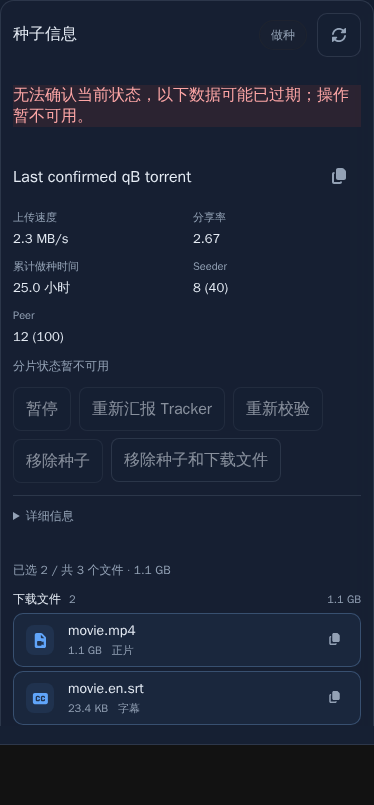 种子信息
做种
无法确认当前状态，以下数据可能已过期；操作
暂不可用。
Last confirmed qB torrent
上传速度 分享率
2.3 MB/s 2.67
累计做种时间 Seeder
25.0 小时 8 (40)
Peer
12 (100)
分片状态暂不可用
暂停 重新汇报 Tracker 重新校验
移除种子 移除种子和下载文件
详细信息
已选 2 / 共 3 个文件 · 1.1 GB
下载文件 2 1.1 GB
movie.mp4
1.1 GB 正片
CC
movie.en.srt
23.4 KB 字幕